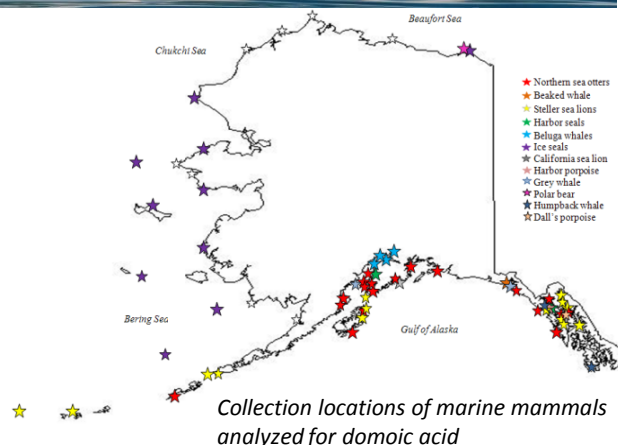 Beaufort Sea
Chukchi Sea
Northern sea otters
Beaked whale
Steller sea lions
Harbor seals
Beluga whales
Ice seals
California sea lion
Harbor porpoise
Grey whale
Polar bear
Humpback whale
Dall's porpoise
Bering Sea
Gulf of Alaska
Collection locations of marine mammals
analyzed for domoic acid